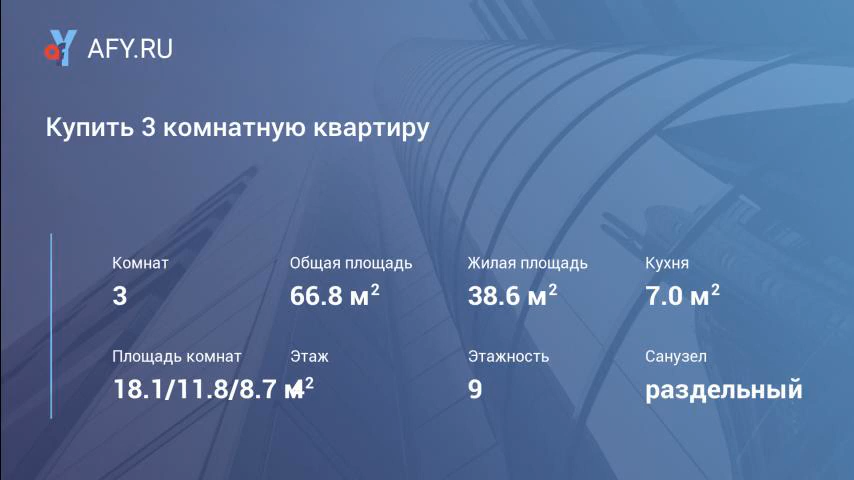 AFY.RU
Купить 3 комнатную квартиру
Комнат Общая площадь Жилая площадь Кухня
3 66.8 м² 38.6 м² 7.0 м²
Площадь комнат Этаж Этажность Санузел
18.1/11.8/8.7 м² 4 9 раздельный